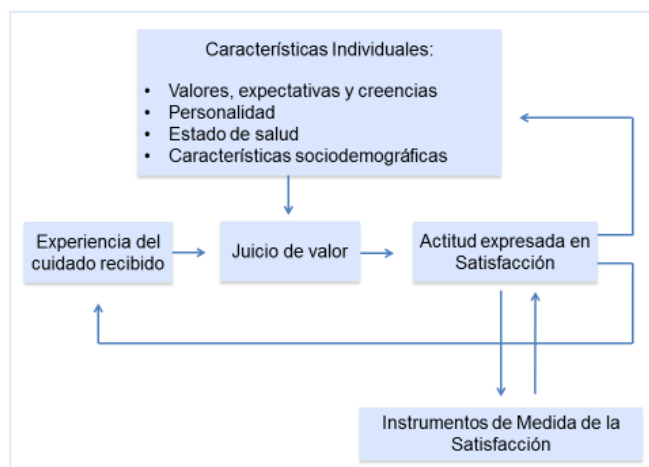 Características Individuales:
• Valores, expectativas y creencias
• Personalidad
• Estado de salud
• Características sociodemográficas
Experiencia del
cuidado recibido
Juicio de valor
Actitud expresada en
Satisfacción
Instrumentos de Medida de la
Satisfacción